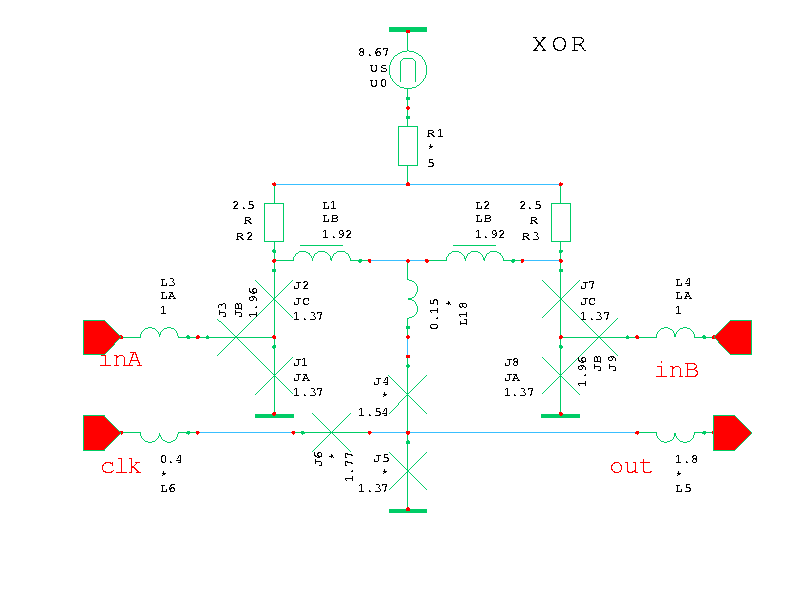 XOR
8.67
US
U0
R1
*
5
2.5
R
R2
L1
LB
1.92
L2
LB
1.92
2.5
R
R3
L3
LA
1
J3
JB
1.96
J2
JC
1.37
0.15
*
L18
J7
JC
1.37
L4
LA
1
inA
J1
JA
1.37
J4
*
1.54
J8
JA
1.37
1.96
JB
J9
inB
clk
0.4
*
L6
J6
*
1.77
J5
*
1.37
out
1.8
*
L5